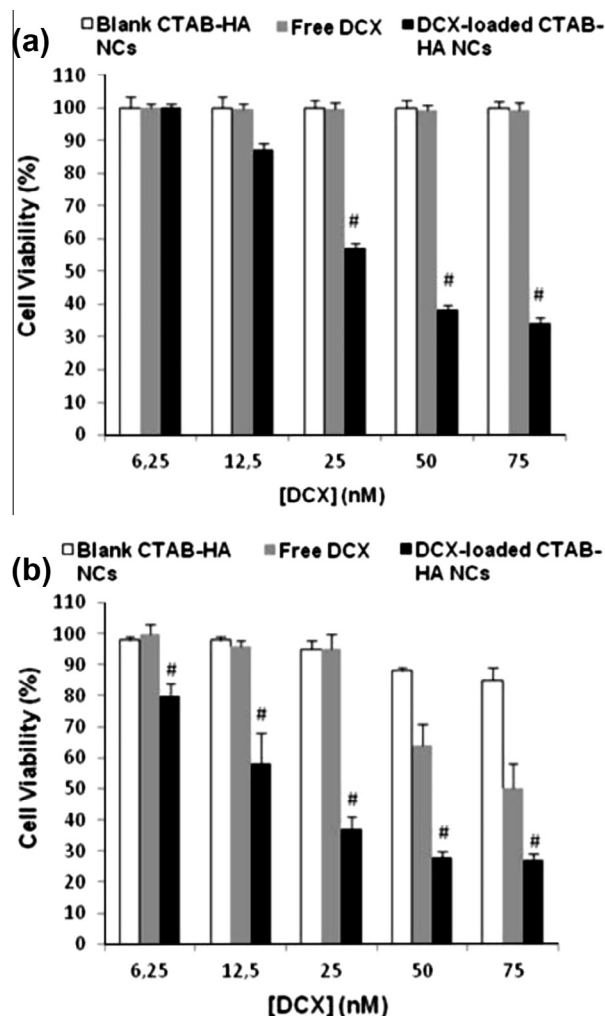 (a)
Blank CTAB-HA NCs
Free DCX
DCX-loaded CTAB-HA NCs
110
100
90
80
70
60
50
40
30
20
10
0
Cell Viability (%)
#
#
#
6,25 12,5 25 50 75
[DCX] (nM)
(b)
Blank CTAB-HA NCs
Free DCX
DCX-loaded CTAB-HA NCs
110
100
90
80
70
60
50
40
30
20
10
0
Cell Viability (%)
#
#
#
#
#
6,25 12,5 25 50 75
[DCX] (nM)